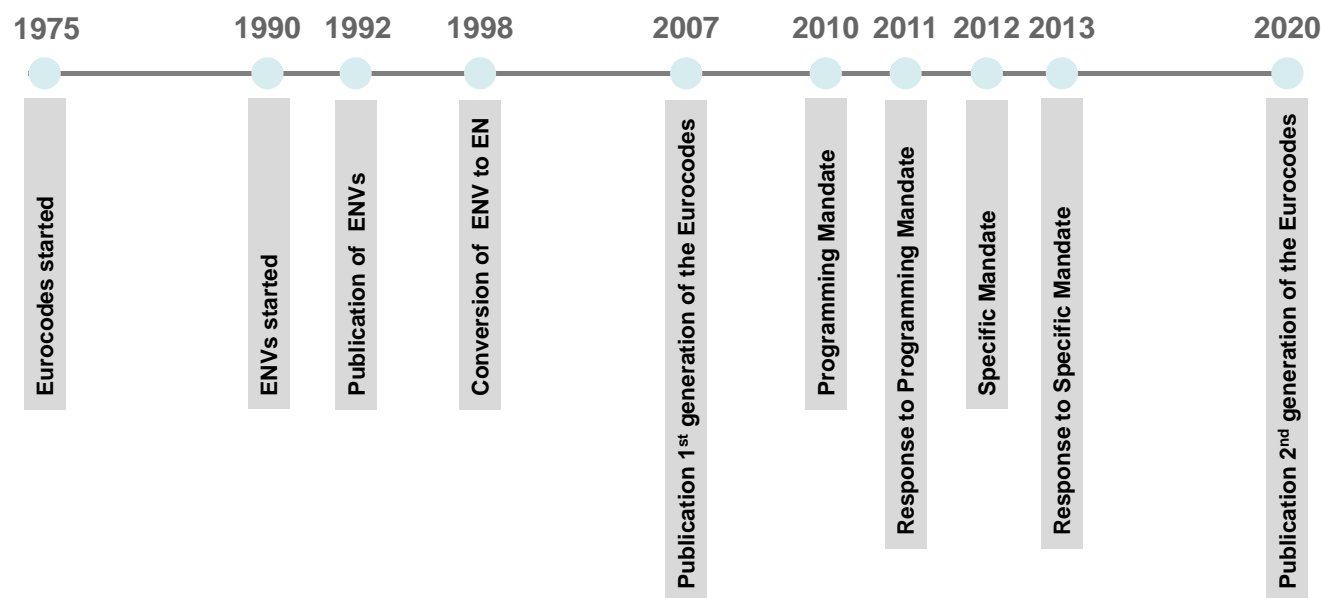 1975 1990 1992 1998 2007 2010 2011 2012 2013 2020
Eurocodes started
ENVs started
Publication of ENVs
Conversion of ENV to EN
Publication 1st generation of the Eurocodes
Programming Mandate
Response to Programming Mandate
Specific Mandate
Response to Specific Mandate
Publication 2nd generation of the Eurocodes